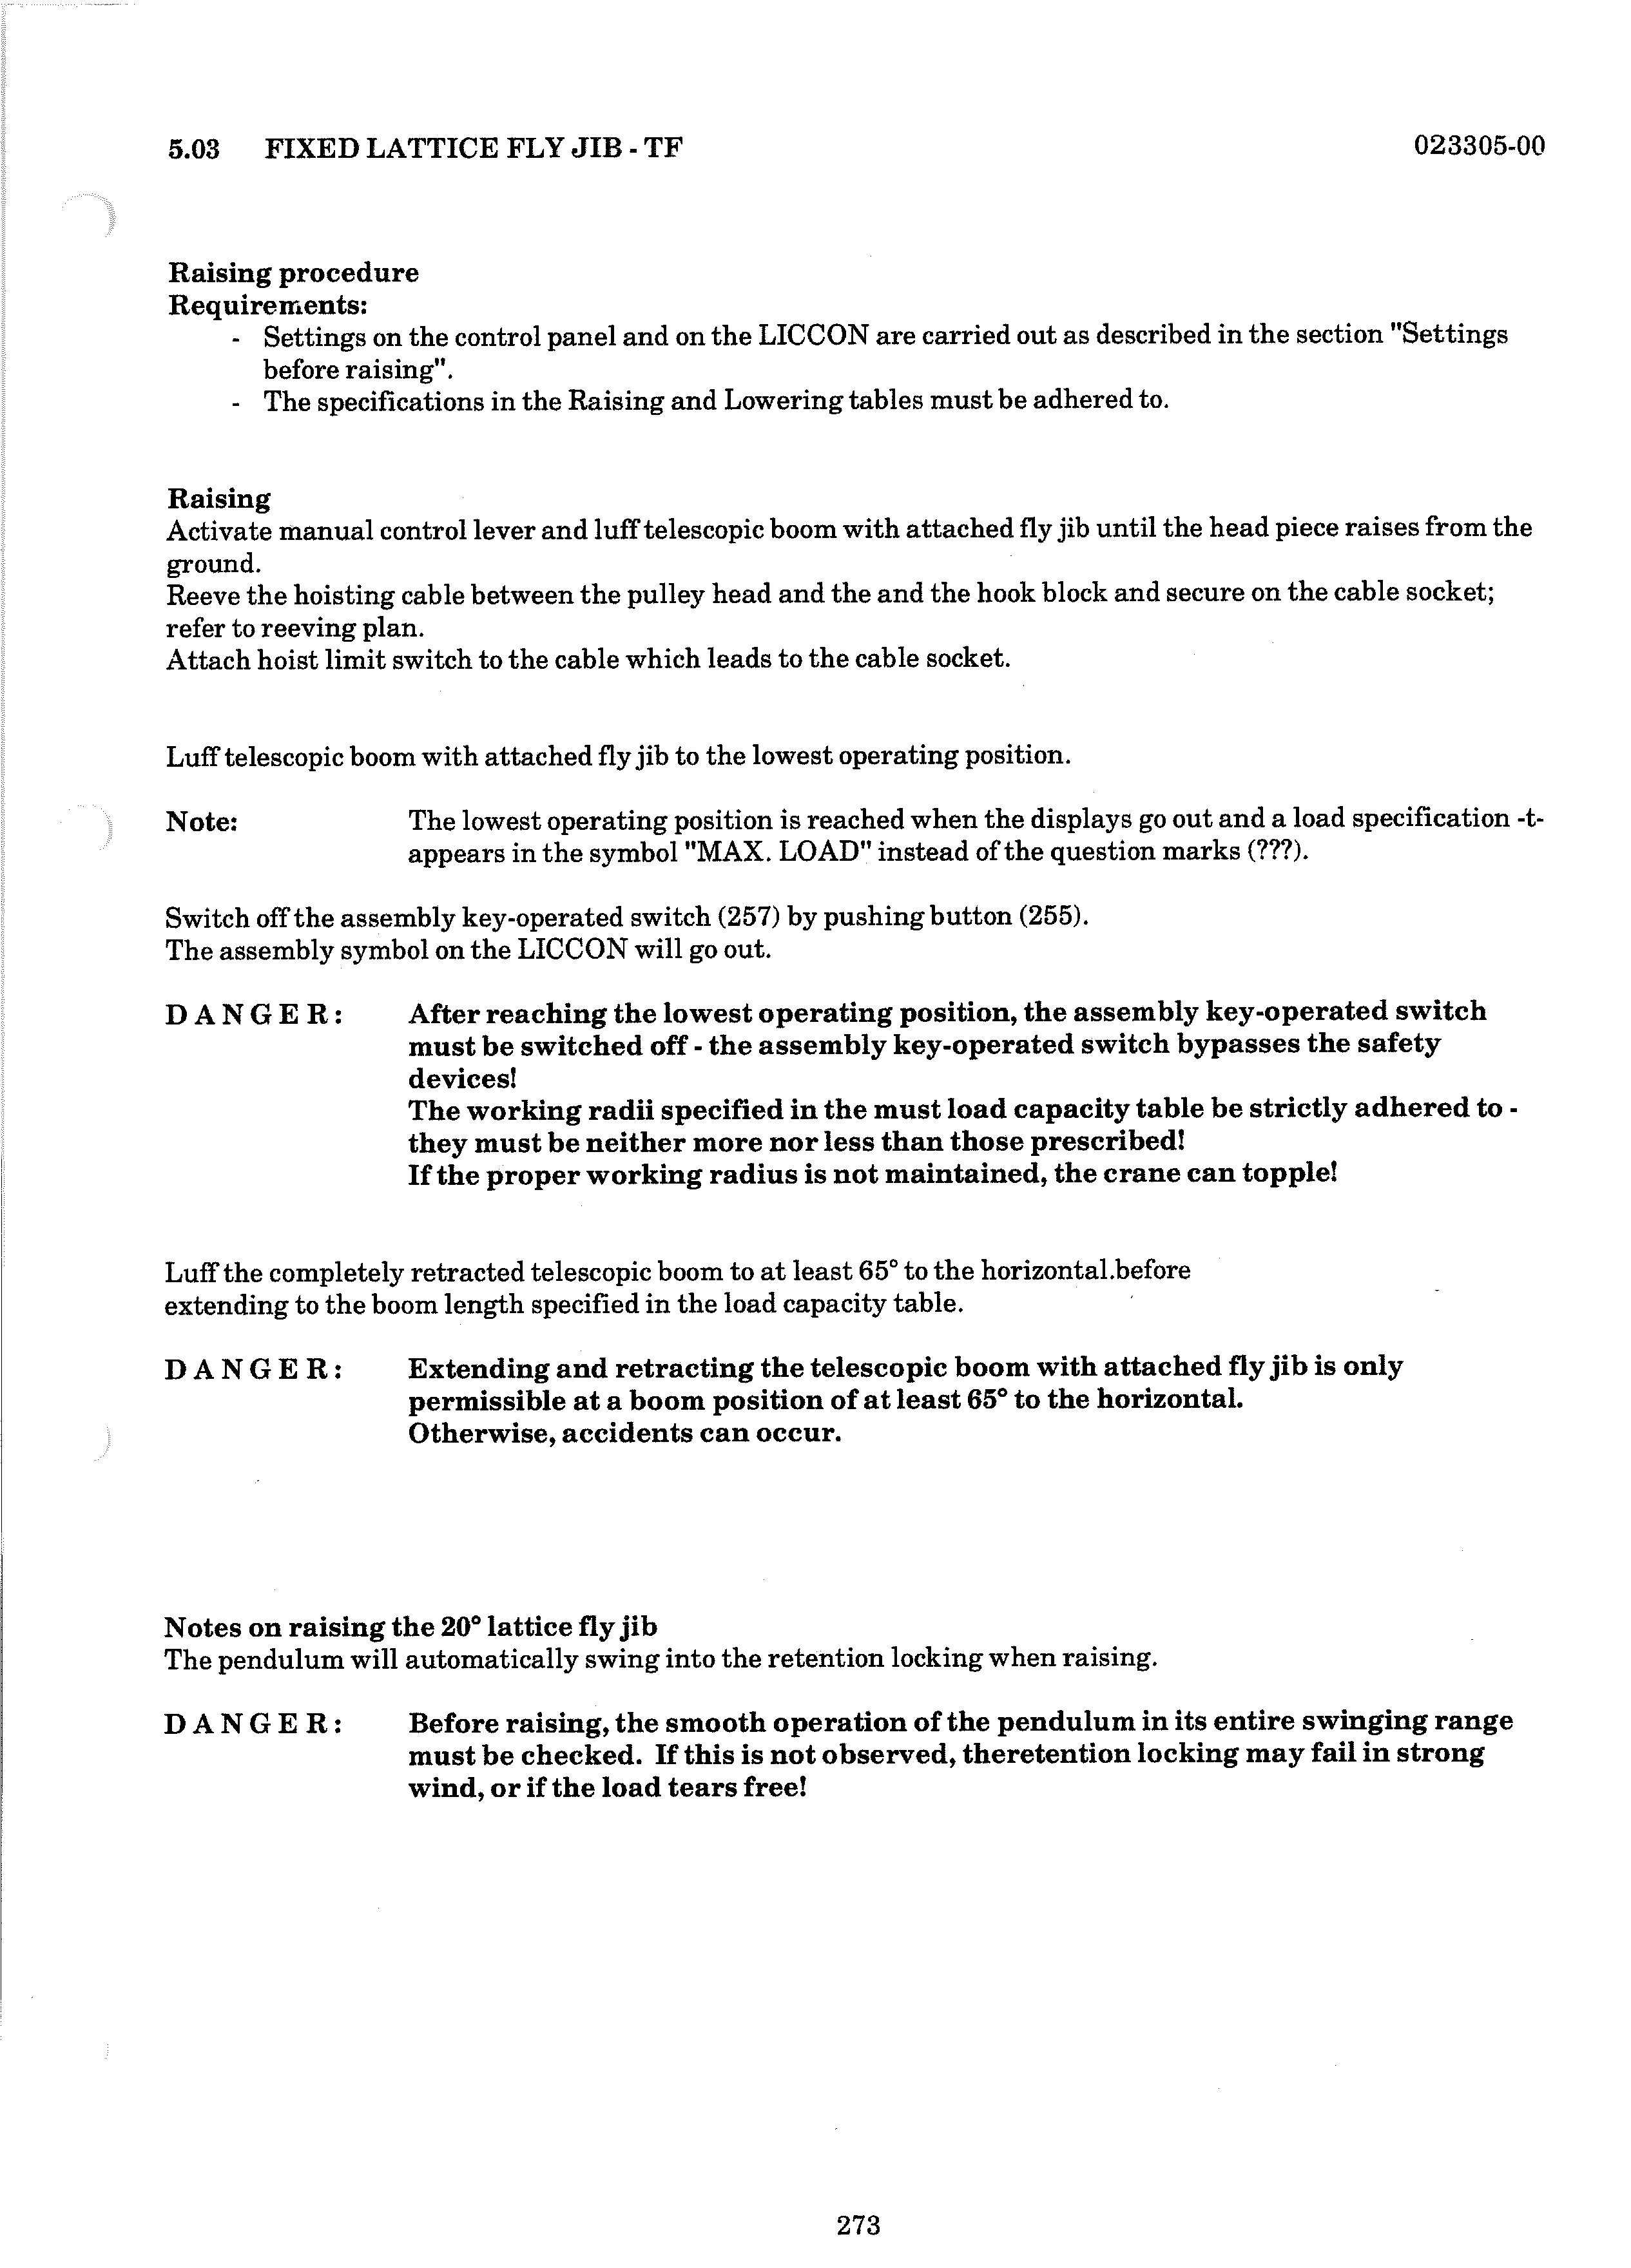 5.03 FIXED LATTICE FLY JIB - TF 023305-00
Raising procedure
Requirements:
- Settings on the control panel and on the LICCON are carried out as described in the section "Settings
before raising".
- The specifications in the Raising and Lowering tables must be adhered to.
Raising
Activate manual control lever and luff telescopic boom with attached fly jib until the head piece raises from the
ground.
Reeve the hoisting cable between the pulley head and the and the hook block and secure on the cable socket;
refer to reeving plan.
Attach hoist limit switch to the cable which leads to the cable socket.
Luff telescopic boom with attached fly jib to the lowest operating position.
Note: The lowest operating position is reached when the displays go out and a load specification -t-
appears in the symbol "MAX. LOAD" instead of the question marks (???).
Switch off the assembly key-operated switch (257) by pushing button (255).
The assembly symbol on the LICCON will go out.
D A N G E R : After reaching the lowest operating position, the assembly key-operated switch
must be switched off - the assembly key-operated switch bypasses the safety
devices!
The working radii specified in the must load capacity table be strictly adhered to -
they must be neither more nor less than those prescribed!
If the proper working radius is not maintained, the crane can topple!
Luff the completely retracted telescopic boom to at least 65° to the horizontal.before
extending to the boom length specified in the load capacity table.
D A N G E R : Extending and retracting the telescopic boom with attached fly jib is only
permissible at a boom position of at least 65° to the horizontal.
Otherwise, accidents can occur.
Notes on raising the 20° lattice fly jib
The pendulum will automatically swing into the retention locking when raising.
D A N G E R : Before raising, the smooth operation of the pendulum in its entire swinging range
must be checked. If this is not observed, theretention locking may fail in strong
wind, or if the load tears free!
273